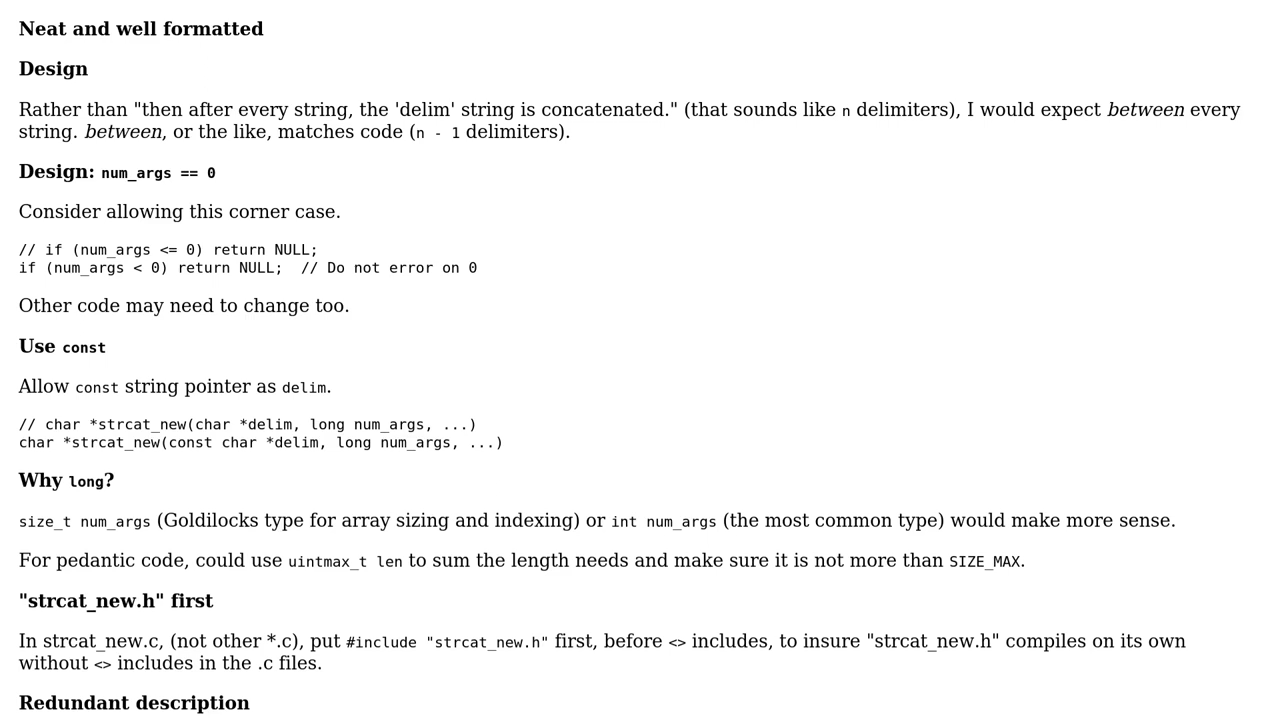 Neat and well formatted
Design
Rather than "then after every string, the 'delim' string is concatenated." (that sounds like n delimiters), I would expect between every
string. between, or the like, matches code (n - 1 delimiters).
Design: num_args == 0
Consider allowing this corner case.
// if (num_args <= 0) return NULL;
if (num_args < 0) return NULL;  // Do not error on 0
Other code may need to change too.
Use const
Allow const string pointer as delim.
// char *strcat_new(char *delim, long num_args, ...)
char *strcat_new(const char *delim, long num_args, ...)
Why long?
size_t num_args (Goldilocks type for array sizing and indexing) or int num_args (the most common type) would make more sense.
For pedantic code, could use uintmax_t len to sum the length needs and make sure it is not more than SIZE_MAX.
"strcat_new.h" first
In strcat_new.c, (not other *.c), put #include "strcat_new.h" first, before <> includes, to insure "strcat_new.h" compiles on its own
without <> includes in the .c files.
Redundant description